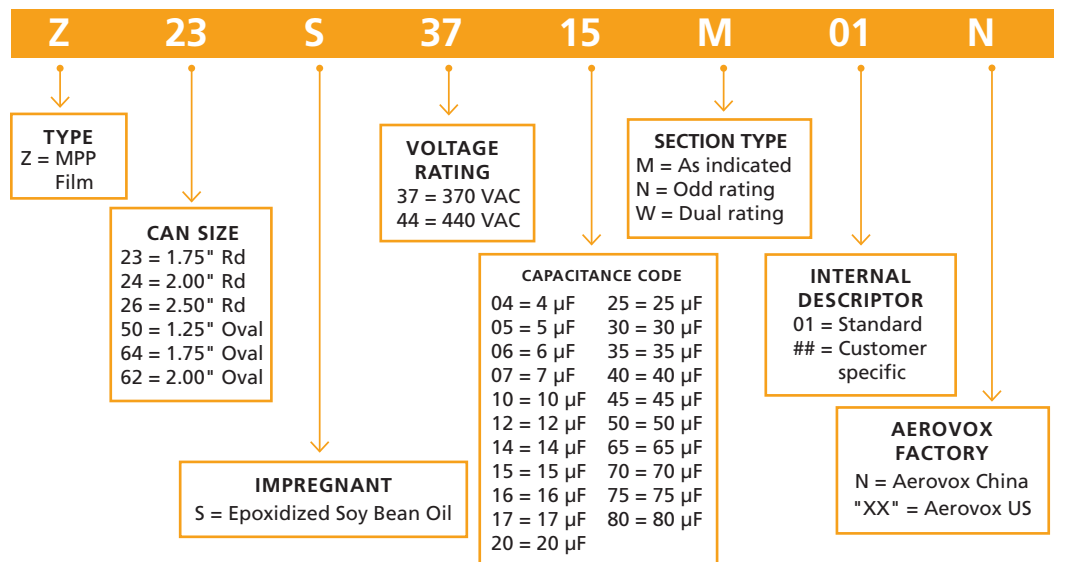 Z 23 S 37 15 M 01 N
TYPE
Z = MPP
Film
CAN SIZE
23 = 1.75" Rd
24 = 2.00" Rd
26 = 2.50" Rd
50 = 1.25" Oval
64 = 1.75" Oval
62 = 2.00" Oval
IMPREGNANT
S = Epoxidized Soy Bean Oil
VOLTAGE
RATING
37 = 370 VAC
44 = 440 VAC
CAPACITANCE CODE
04 = 4 µF 25 = 25 µF
05 = 5 µF 30 = 30 µF
06 = 6 µF 35 = 35 µF
07 = 7 µF 40 = 40 µF
10 = 10 µF 45 = 45 µF
12 = 12 µF 50 = 50 µF
14 = 14 µF 65 = 65 µF
15 = 15 µF 70 = 70 µF
16 = 16 µF 75 = 75 µF
17 = 17 µF 80 = 80 µF
20 = 20 µF
SECTION TYPE
M = As indicated
N = Odd rating
W = Dual rating
INTERNAL
DESCRIPTOR
01 = Standard
## = Customer
specific
AEROVOX
FACTORY
N = Aerovox China
"XX" = Aerovox US